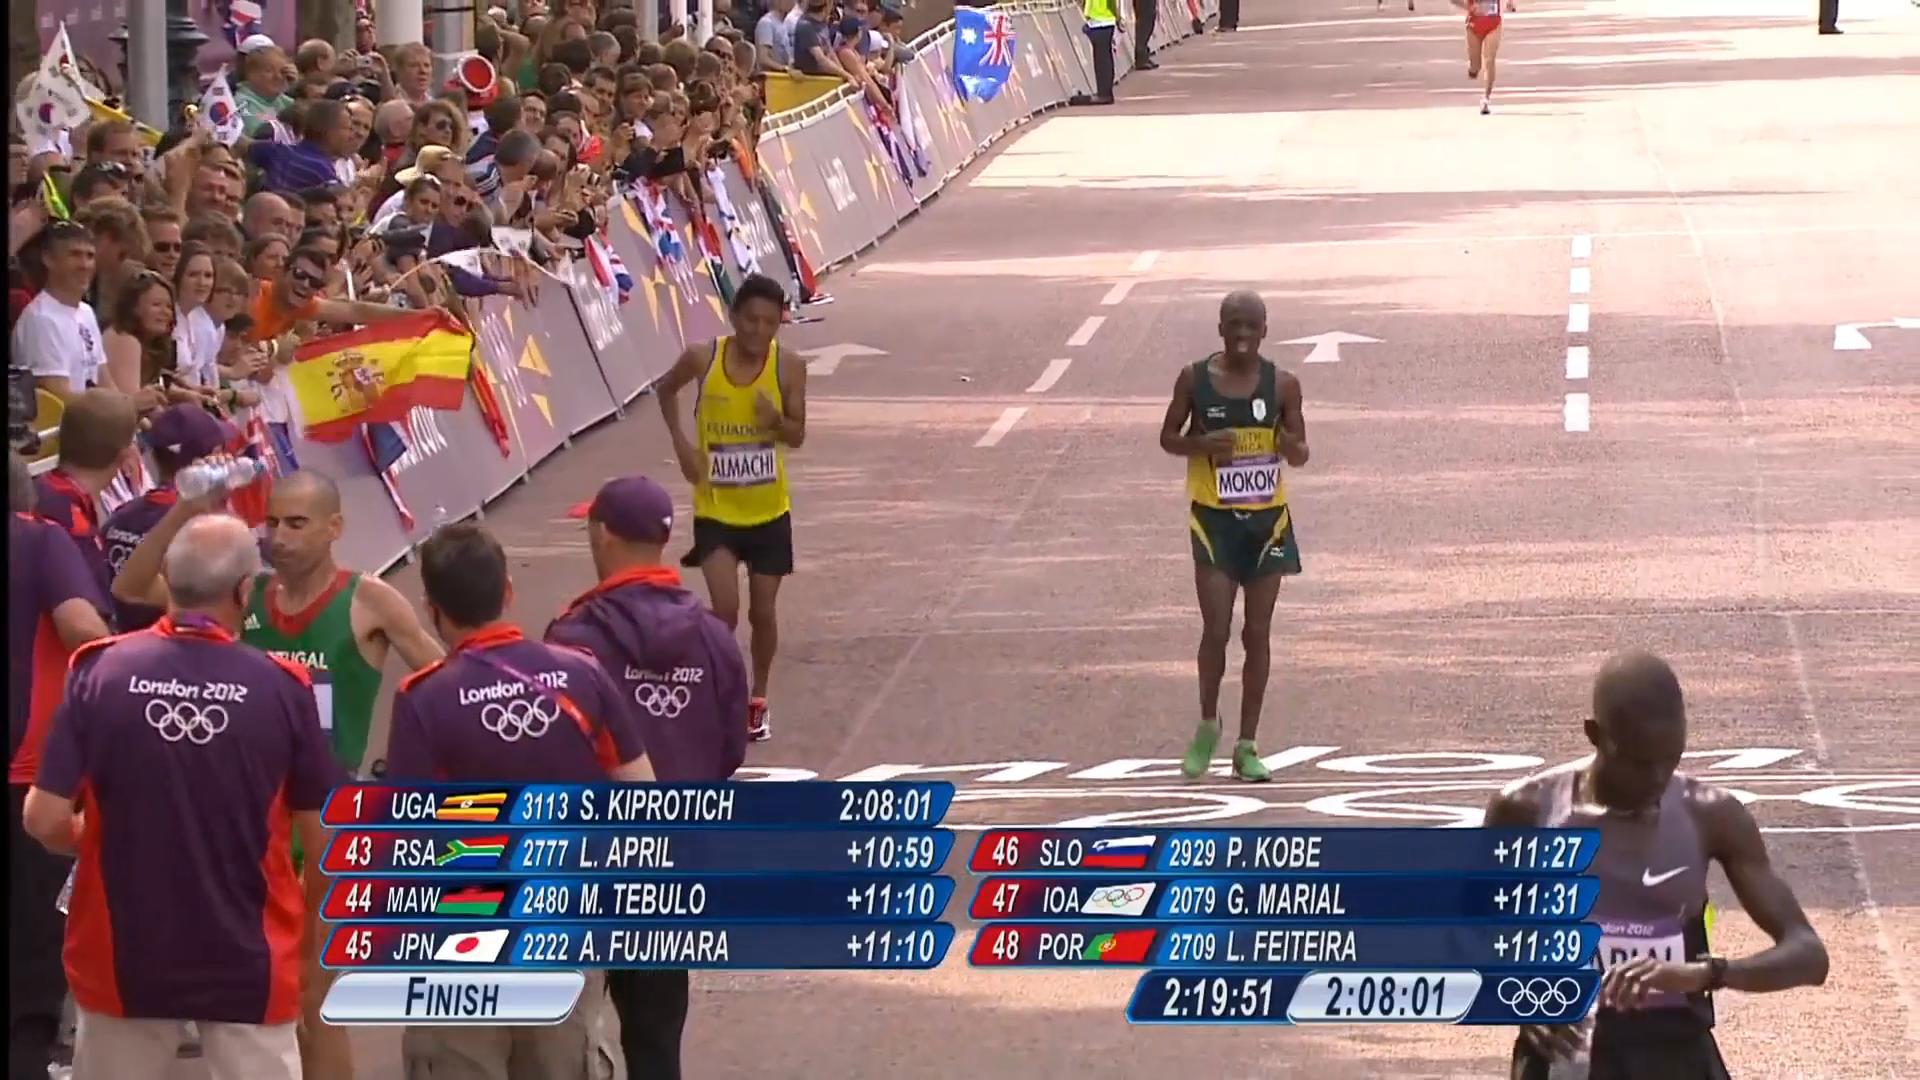 ECUADOR
ALMACHI
MOKOKA
London 2012
London 2012
London 2012
1 UGA 3113 S. KIPROTICH 2:08:01
43 RSA 2777 L. APRIL +10:59
44 MAW 2480 M. TEBULO +11:10
45 JPN 2222 A. FUJIWARA +11:10
46 SLO 2929 P. KOBE +11:27
47 IOA 2079 G. MARIAL +11:31
48 POR 2709 L. FEITEIRA +11:39
FINISH
2:19:51 2:08:01